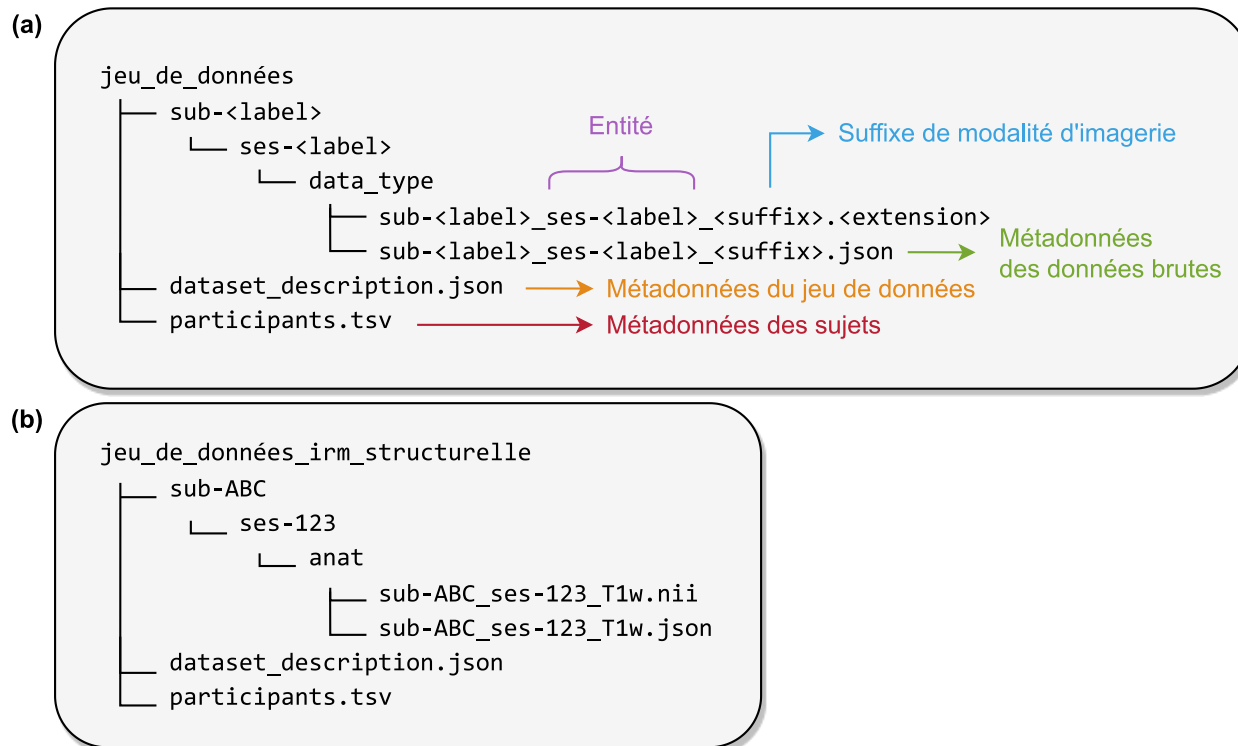 (a)
jeu_de_données
sub-<label>
Entité
Suffixe de modalité d'imagerie
ses-<label>
data_type
sub-<label>_ses-<label>_<suffix>.<extension>
sub-<label>_ses-<label>_<suffix>.json
Métadonnées
des données brutes
dataset_description.json
Métadonnées du jeu de données
participants.tsv
Métadonnées des sujets
(b)
jeu_de_données_irm_structurelle
sub-ABC
ses-123
anat
sub-ABC_ses-123_T1w.nii
sub-ABC_ses-123_T1w.json
dataset_description.json
participants.tsv